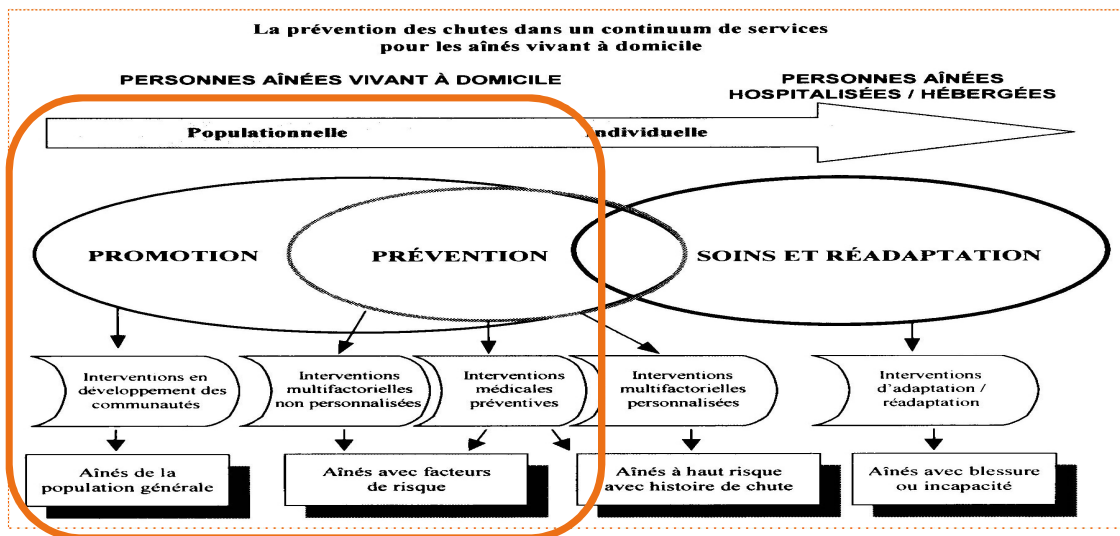 La prévention des chutes dans un continuum de services
pour les aînés vivant à domicile
PERSONNES AÎNÉES VIVANT À DOMICILE
PERSONNES AÎNÉES
HOSPITALISÉES / HÉBERGÉES
Populationnelle
Individuelle
PROMOTION
PRÉVENTION
SOINS ET RÉADAPTATION
Interventions en
développement des
communautés
Interventions
multifactorielles
non personnalisées
Interventions
médicales
préventives
Interventions
multifactorielles
personnalisées
Interventions
d'adaptation /
réadaptation
Aînés de la
population générale
Aînés avec facteurs
de risque
Aînés à haut risque
avec histoire de chute
Aînés avec blessure
ou incapacité